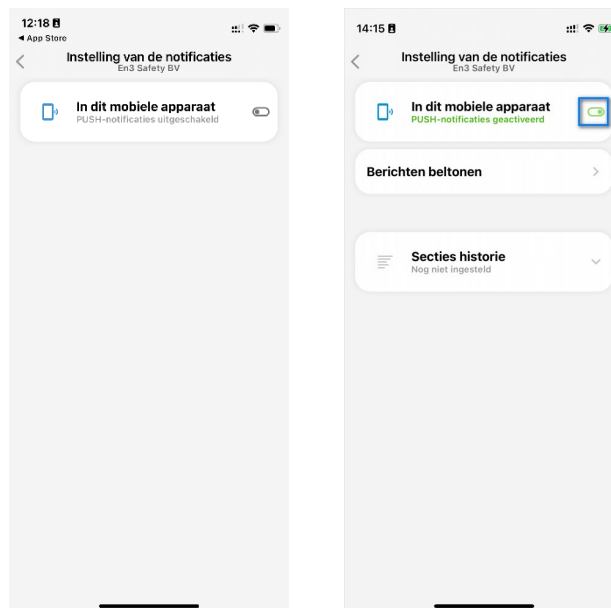 12:18
◀ App Store
Instelling van de notificaties
En3 Safety BV
In dit mobiele apparaat
PUSH-notificaties uitgeschakeld
14:15
Instelling van de notificaties
En3 Safety BV
In dit mobiele apparaat
PUSH-notificaties geactiveerd
Berichten beltonen
Secties historie
Nog niet ingesteld